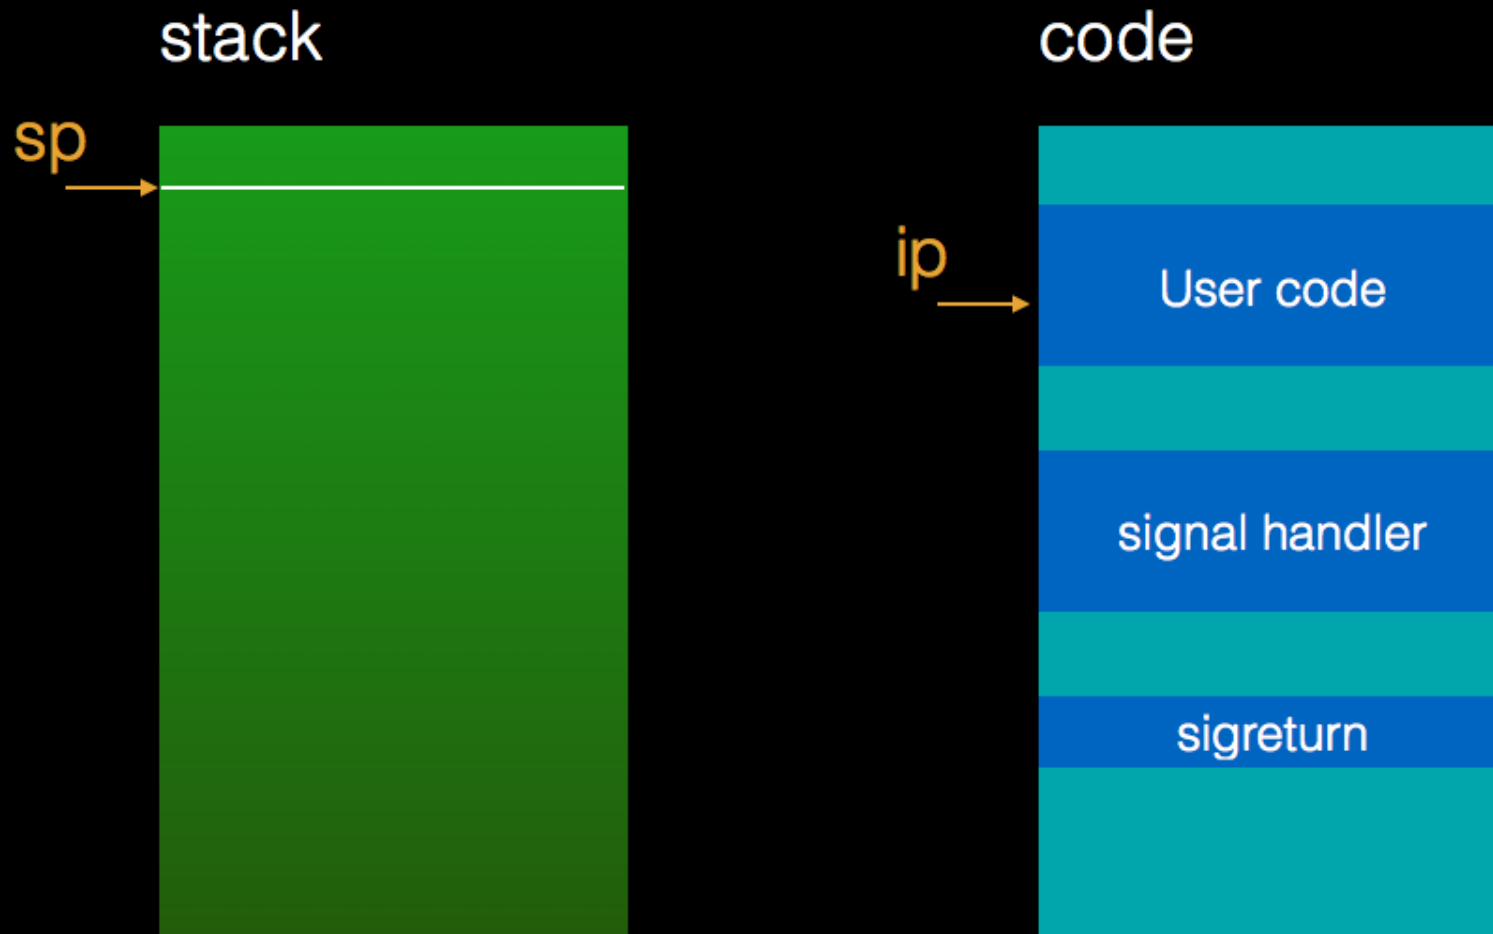 stack
code
sp
ip
User code
signal handler
sigreturn